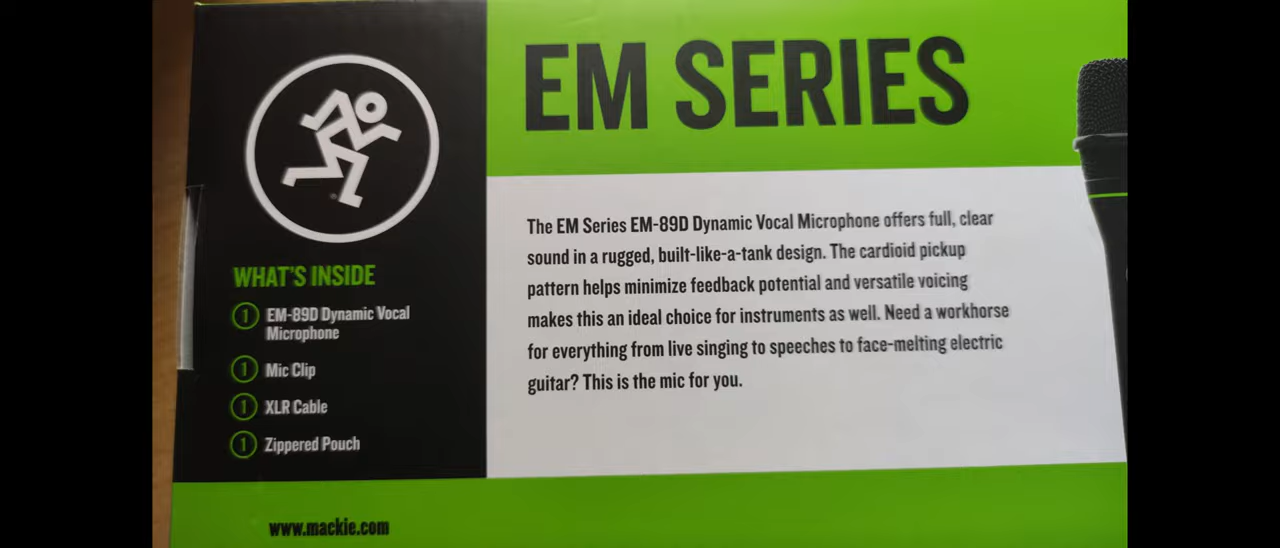 EM SERIES
WHAT'S INSIDE
1 EM-89D Dynamic Vocal
Microphone
1 Mic Clip
1 XLR Cable
1 Zippered Pouch
The EM Series EM-89D Dynamic Vocal Microphone offers full, clear
sound in a rugged, built-like-a-tank design. The cardioid pickup
pattern helps minimize feedback potential and versatile voicing
makes this an ideal choice for instruments as well. Need a workhorse
for everything from live singing to speeches to face-melting electric
guitar? This is the mic for you.
www.mackie.com